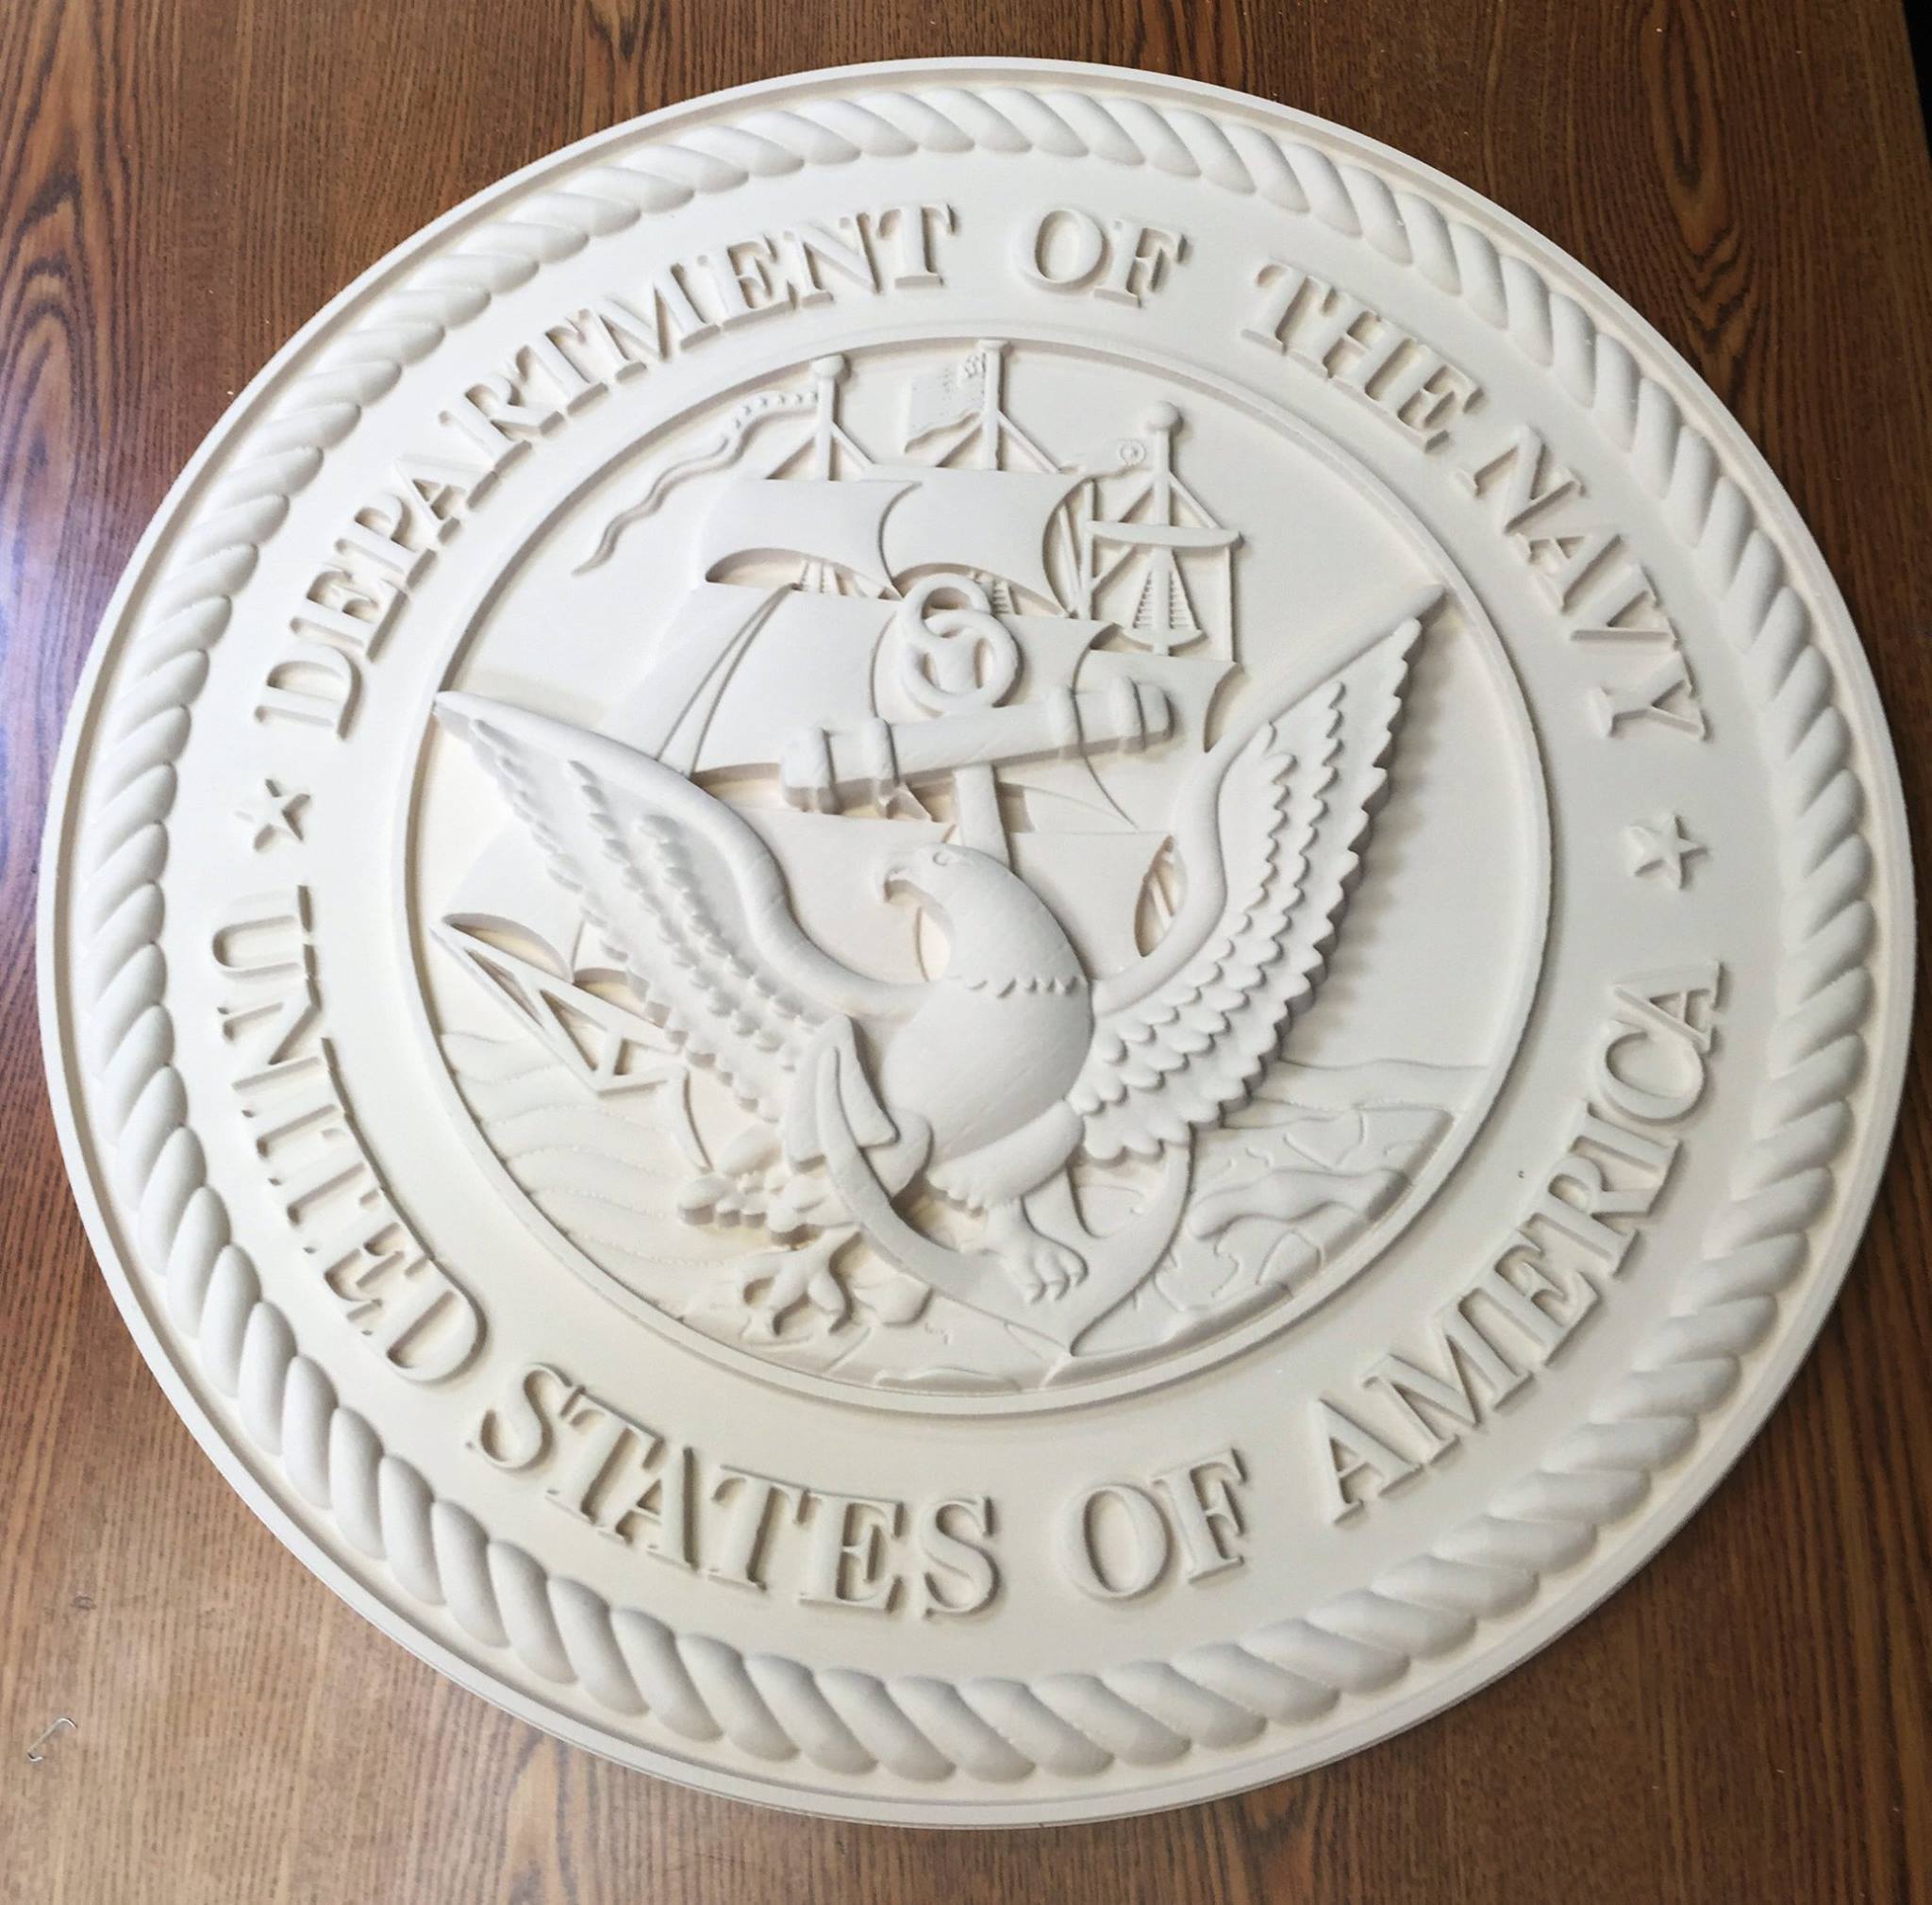 DEPARTMENT OF THE NAVY
UNITED STATES OF AMERICA